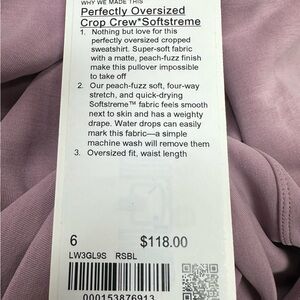 WHY WE MADE THIS
Perfectly Oversized
Crop Crew*Softstreme
1. Nothing but love for this
perfectly oversized cropped
sweatshirt. Super-soft fabric
with a matte, peach-fuzz finish
make this pullover impossible
to take off
2. Our peach-fuzz soft, four-way
stretch, and quick-drying
Softstreme™ fabric feels smooth
next to skin and has a weighty
drape. Water drops can easily
mark this fabric—a simple
machine wash will remove them
3. Oversized fit, waist length
6 $118.00
LW3GL9S RSBL
000153876913